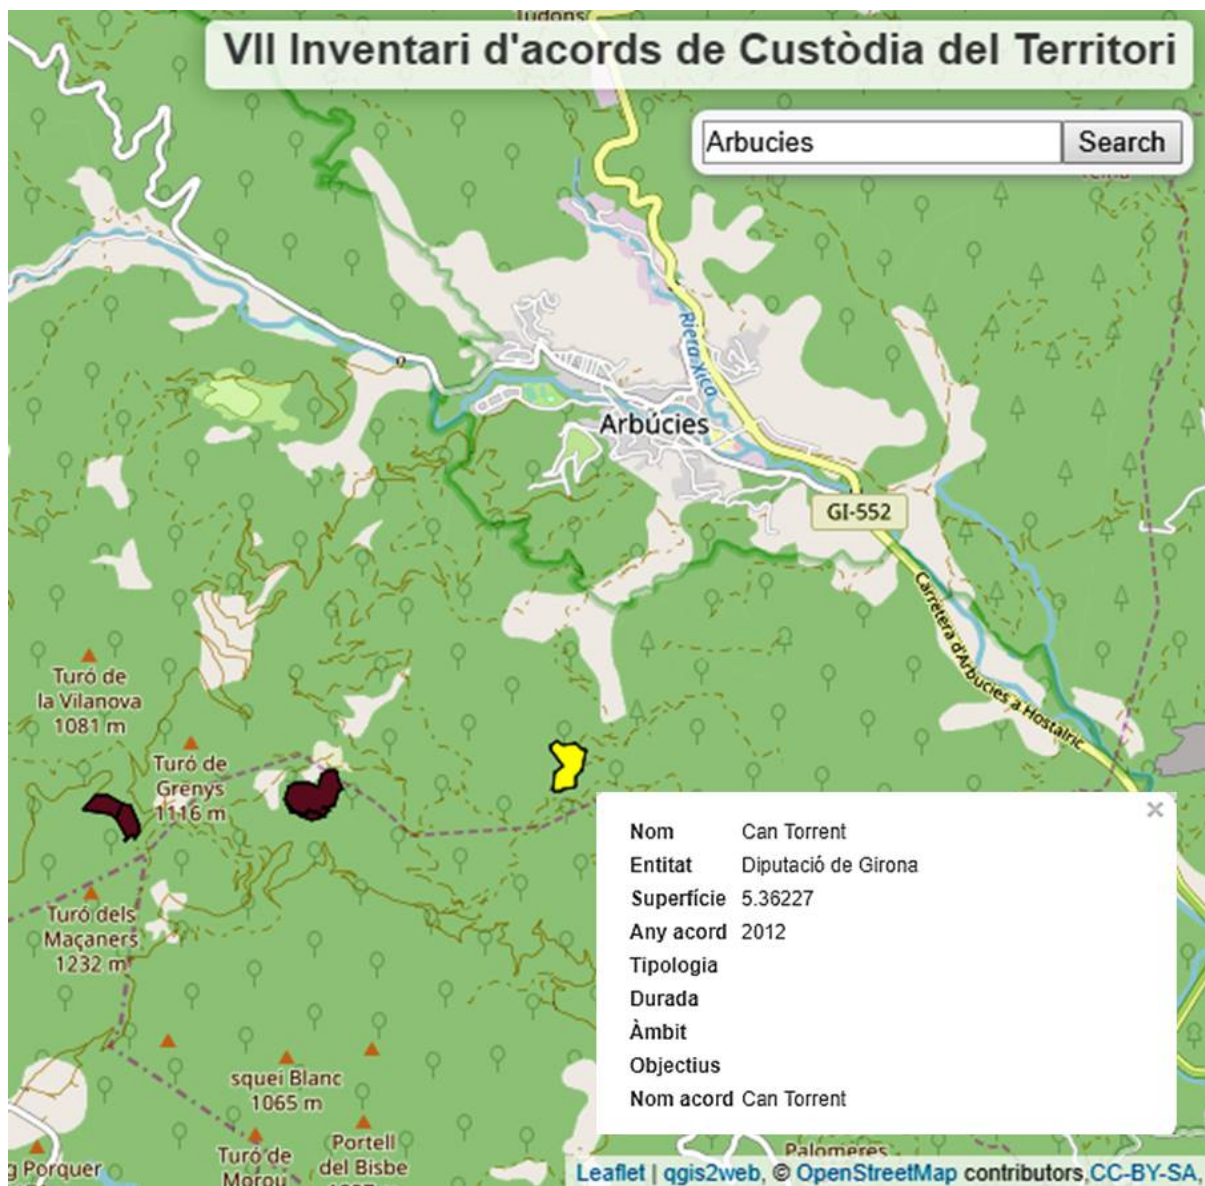 Tudons
VII Inventari d'acords de Custòdia del Territori
Arbucies
Search
Riera Xica
Arbúcies
GI-552
Carretera d'Arbúcies a Hostalric
Turó de
la Vilanova
1081 m
Turó de
Grenys
1116 m
Turó dels
Maçaners
1232 m
Nom Can Torrent
Entitat Diputació de Girona
Superfície 5.36227
Any acord 2012
Tipologia
Durada
Àmbit
Objectius
Nom acord Can Torrent
×
squei Blanc
1065 m
Turó de
Morou
Portell
del Bisbe
g Porquer
Palomeres
Leaflet | qgis2web, © OpenStreetMap contributors,CC-BY-SA,